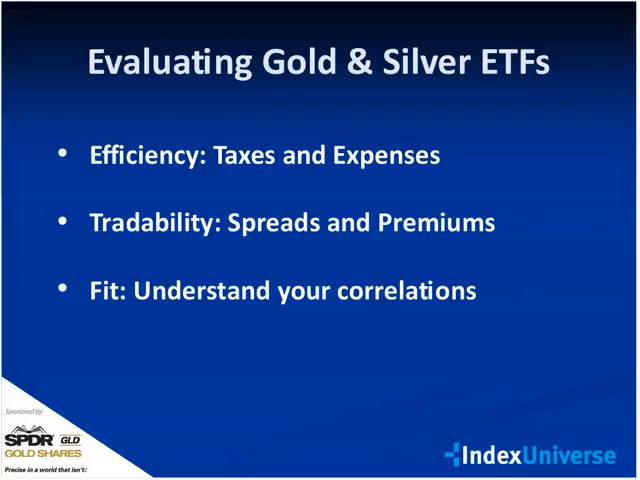 Evaluating Gold & Silver ETFs
• Efficiency: Taxes and Expenses
• Tradability: Spreads and Premiums
• Fit: Understand your correlations
Sponsored By:
SPDR GLD
GOLD SHARES
Precise in a world that isn't:
IndexUniverse